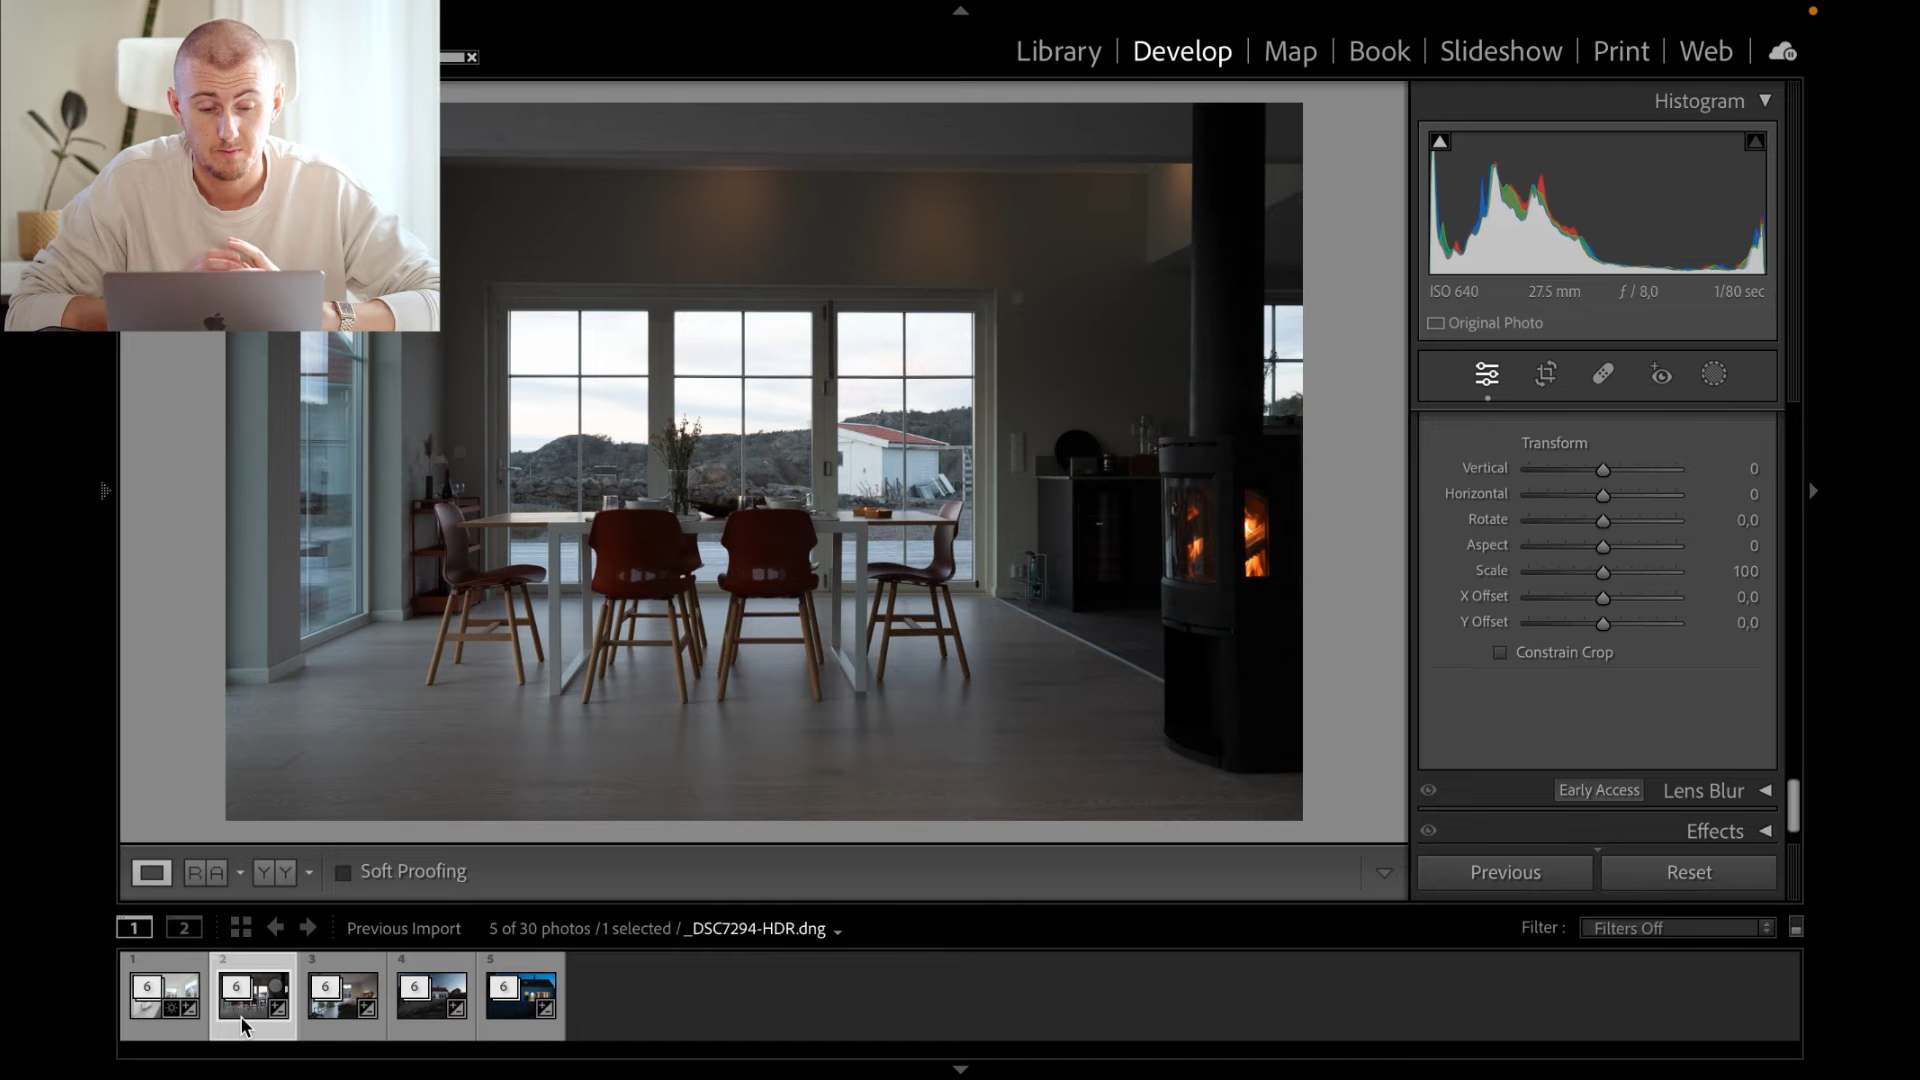 Library | Develop | Map | Book | Slideshow | Print | Web |
Histogram
ISO 640 27.5 mm ƒ / 8,0 1/80 sec
Original Photo
Transform
Vertical 0
Horizontal 0
Rotate 0,0
Aspect 0
Scale 100
X Offset 0,0
Y Offset 0,0
Constrain Crop
Early Access Lens Blur
Effects
R A Y Y Soft Proofing
Previous Reset
1 2 Previous Import 5 of 30 photos / 1 selected / _DSC7294-HDR.dng
Filter : Filters Off
1 2 3 4 5
6 6 6 6 6